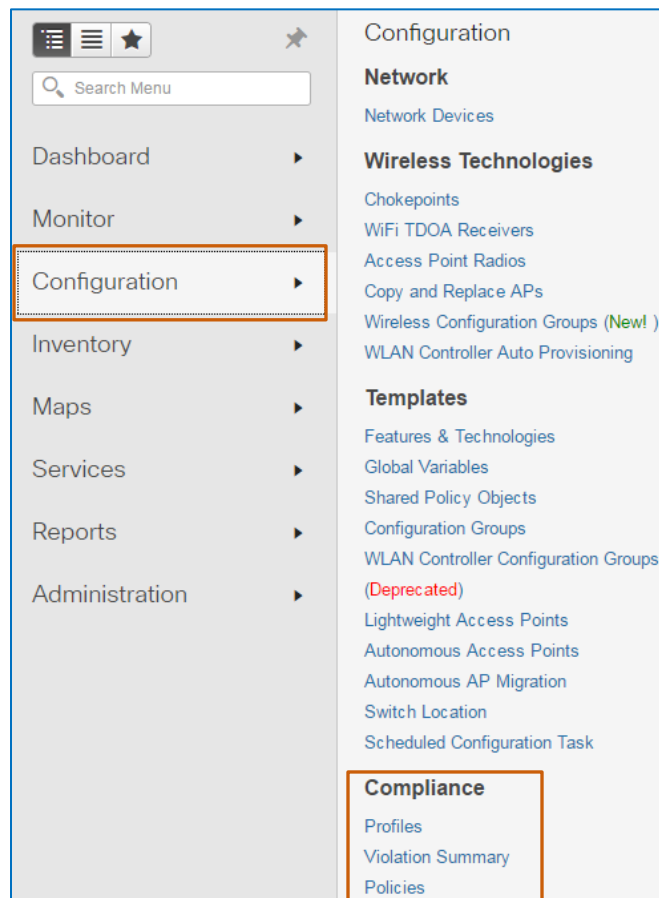 Search Menu
Dashboard
Monitor
Configuration
Inventory
Maps
Services
Reports
Administration
Configuration
Network
Network Devices
Wireless Technologies
Chokepoints
WiFi TDOA Receivers
Access Point Radios
Copy and Replace APs
Wireless Configuration Groups (New! )
WLAN Controller Auto Provisioning
Templates
Features & Technologies
Global Variables
Shared Policy Objects
Configuration Groups
WLAN Controller Configuration Groups
(Deprecated)
Lightweight Access Points
Autonomous Access Points
Autonomous AP Migration
Switch Location
Scheduled Configuration Task
Compliance
Profiles
Violation Summary
Policies